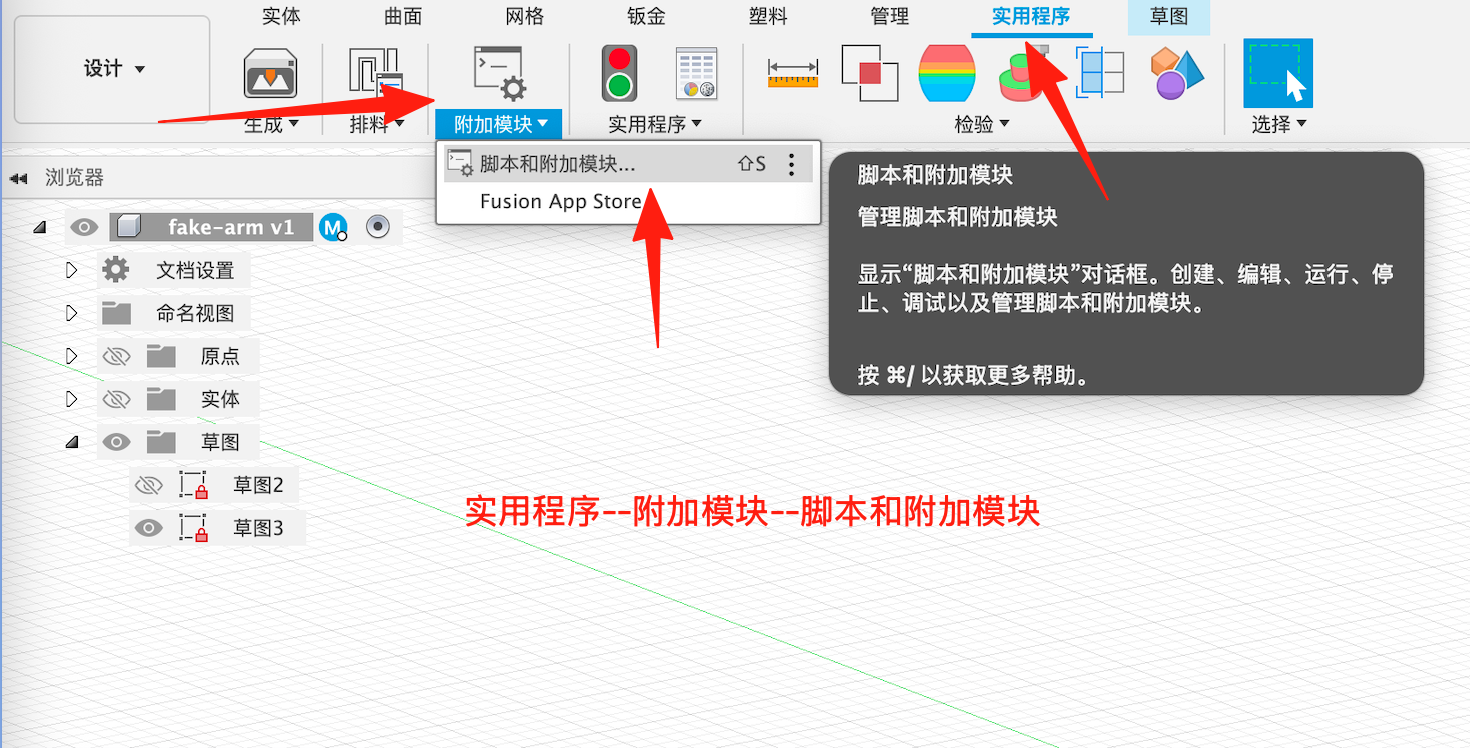 实体 曲面 网格 钣金 塑料 管理 实用程序 草图
设计
生成 排料 附加模块 实用程序 检验 选择
脚本和附加模块... ⇧S
Fusion App Store
浏览器
fake-arm v1 M
文档设置
命名视图
原点
实体
草图
草图2
草图3
脚本和附加模块
管理脚本和附加模块
显示“脚本和附加模块”对话框。创建、编辑、运行、停
止、调试以及管理脚本和附加模块。
按 ⌘/ 以获取更多帮助。
实用程序--附加模块--脚本和附加模块